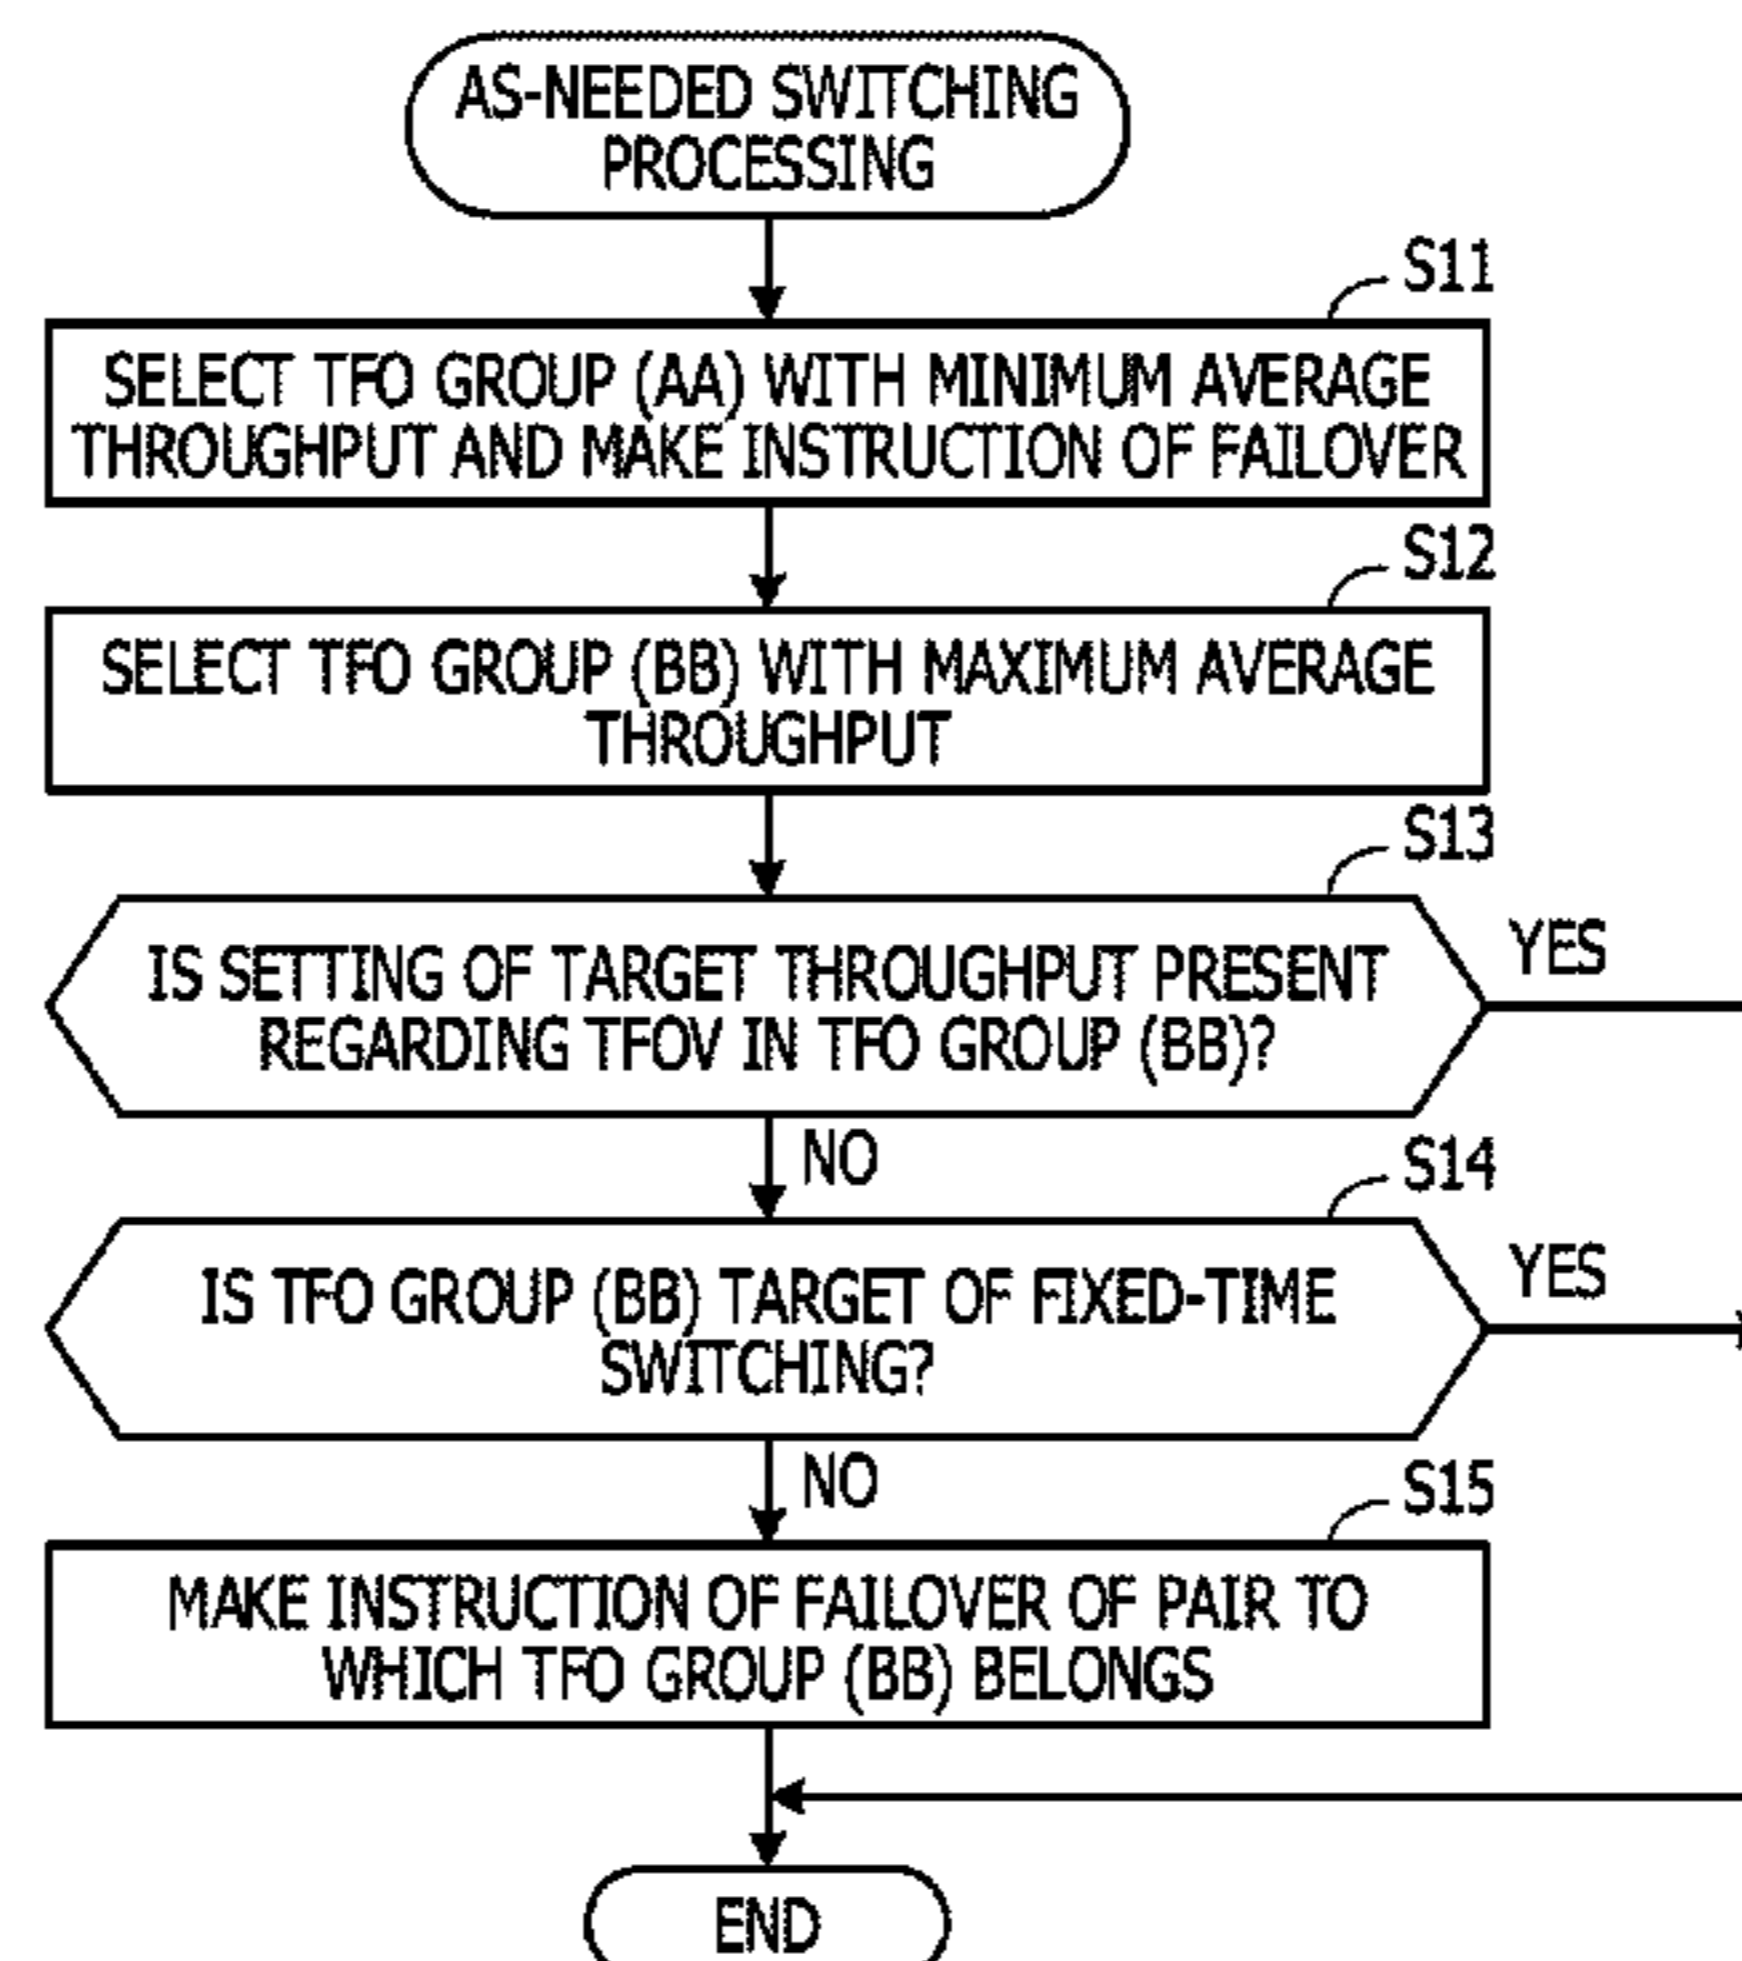 AS-NEEDED SWITCHING
PROCESSING
S11
SELECT TFO GROUP (AA) WITH MINIMUM AVERAGE
THROUGHPUT AND MAKE INSTRUCTION OF FAILOVER
S12
SELECT TFO GROUP (BB) WITH MAXIMUM AVERAGE
THROUGHPUT
S13
IS SETTING OF TARGET THROUGHPUT PRESENT
REGARDING TFOV IN TFO GROUP (BB)?
YES
NO
S14
IS TFO GROUP (BB) TARGET OF FIXED-TIME
SWITCHING?
YES
NO
S15
MAKE INSTRUCTION OF FAILOVER OF PAIR TO
WHICH TFO GROUP (BB) BELONGS
END